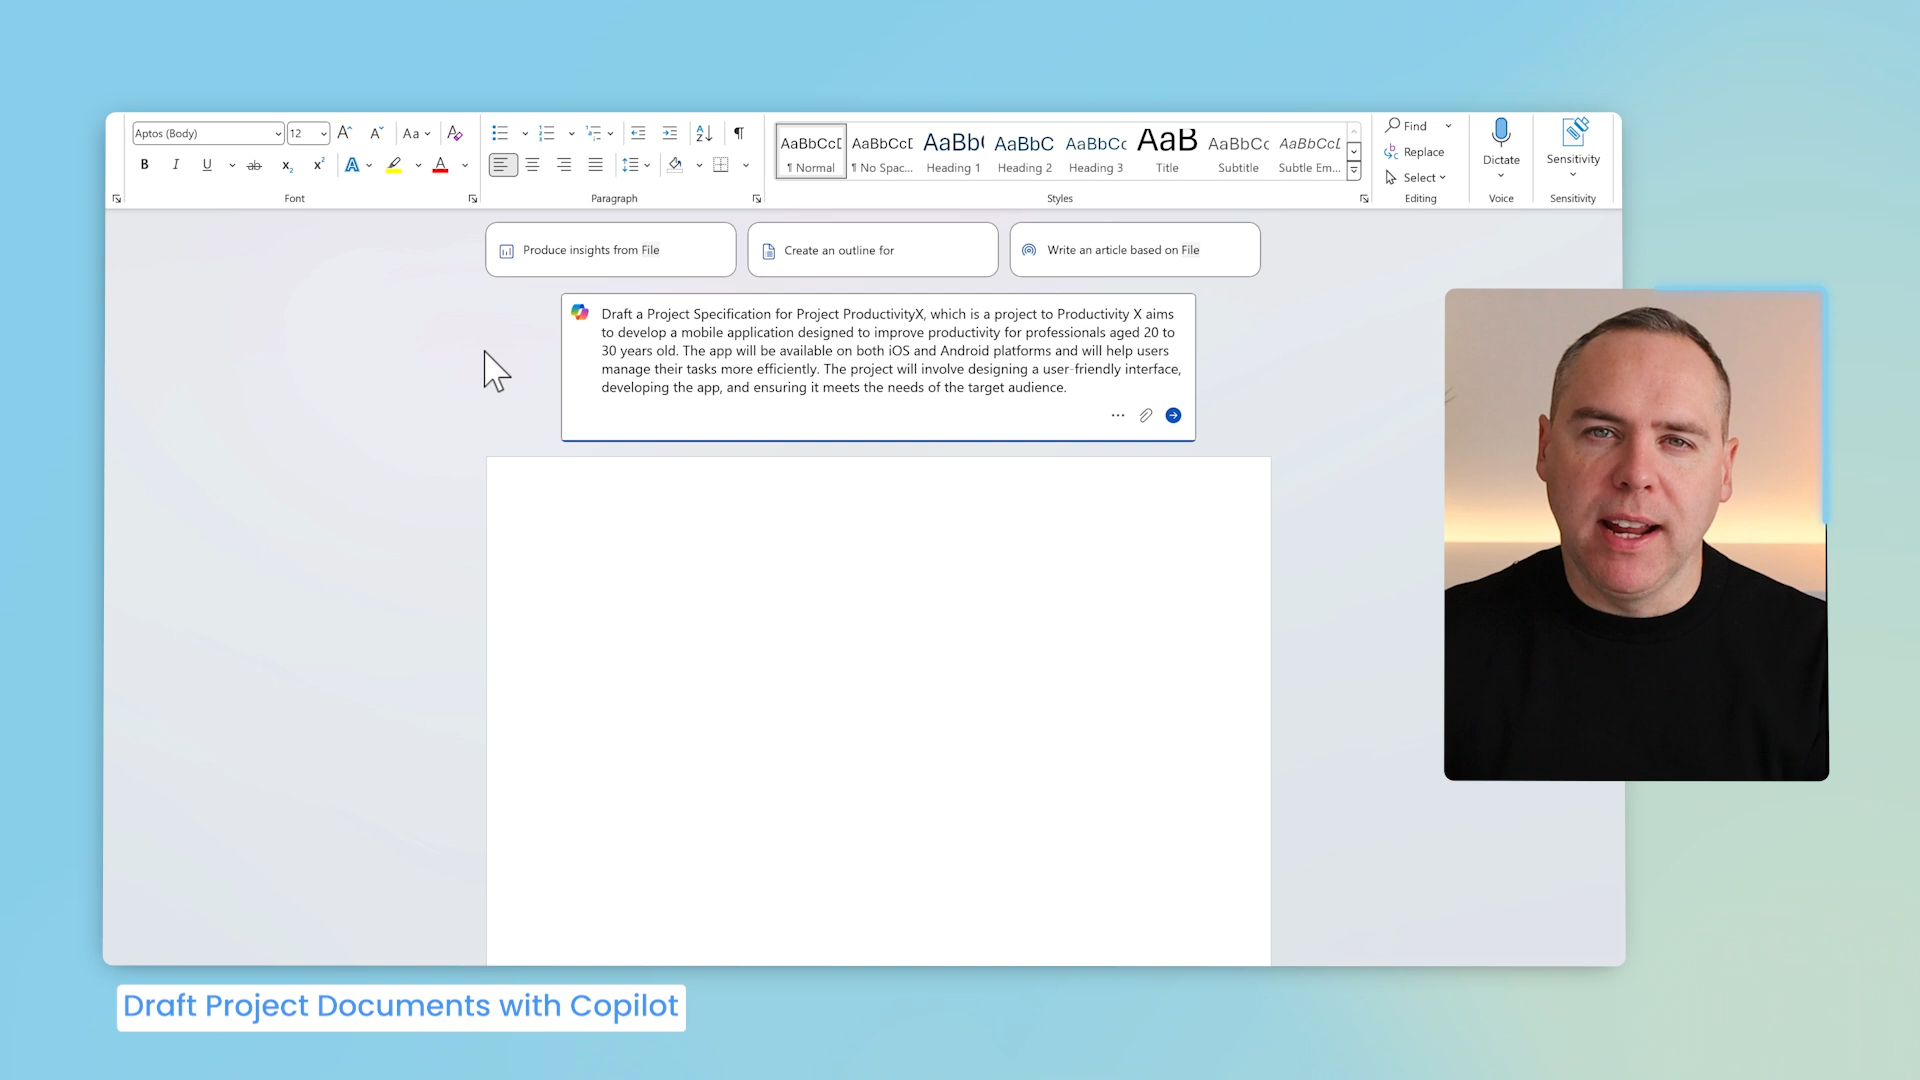 Aptos (Body)
12
Aa
B I U ab x₂ x² A A
Font
Paragraph
AaBbCcD
¶ Normal
AaBbCcD
¶ No Spac...
AaBb(
Heading 1
AaBbC
Heading 2
AaBbCc
Heading 3
AaB
Title
AaBbCc
Subtitle
AaBbCcD
Subtle Em...
Styles
Find
Replace
Select
Editing
Dictate
Voice
Sensitivity
Sensitivity
Produce insights from File
Create an outline for
Write an article based on File
Draft a Project Specification for Project ProductivityX, which is a project to Productivity X aims
to develop a mobile application designed to improve productivity for professionals aged 20 to
30 years old. The app will be available on both iOS and Android platforms and will help users
manage their tasks more efficiently. The project will involve designing a user-friendly interface,
developing the app, and ensuring it meets the needs of the target audience.
Draft Project Documents with Copilot